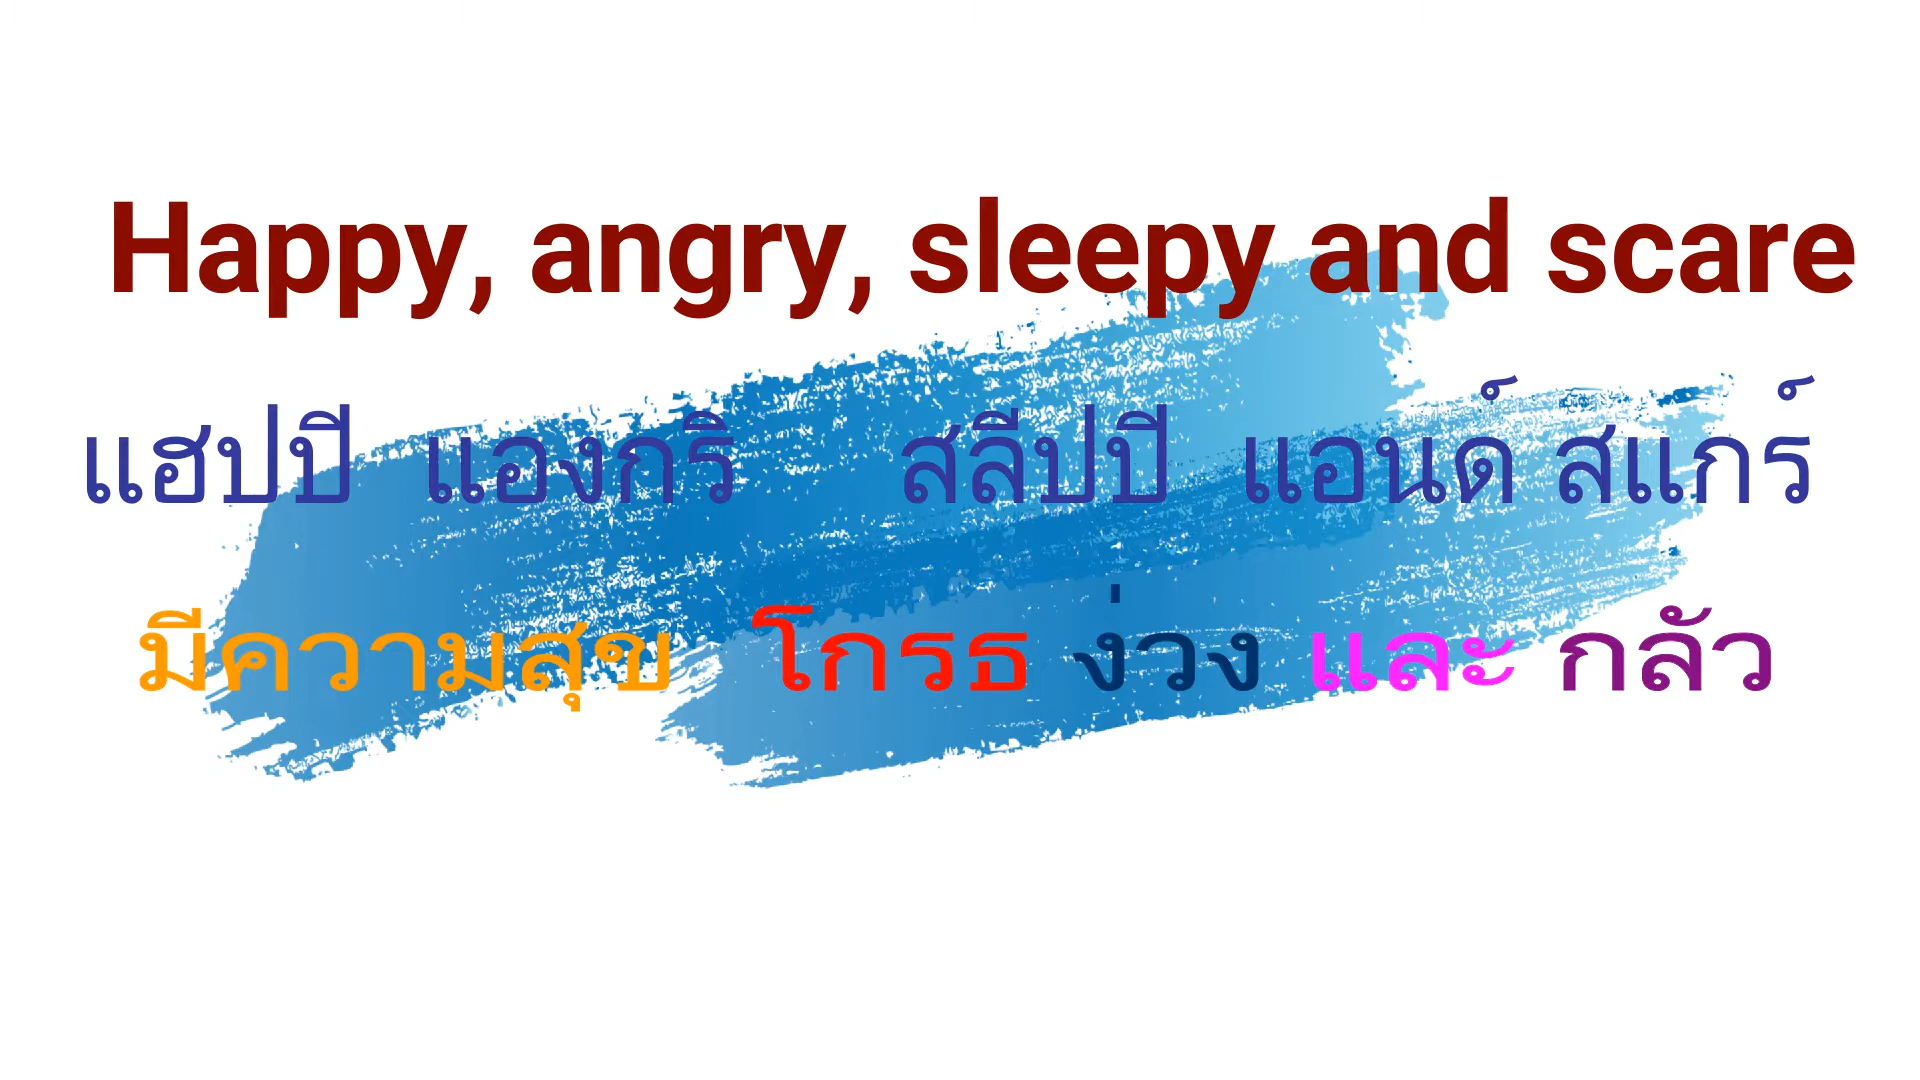 Happy, angry, sleepy and scare
แฮปปี แองกริ สลีปปี แอนด์ สแกร์
มีความสุข โกรธ ง่วง และ กลัว